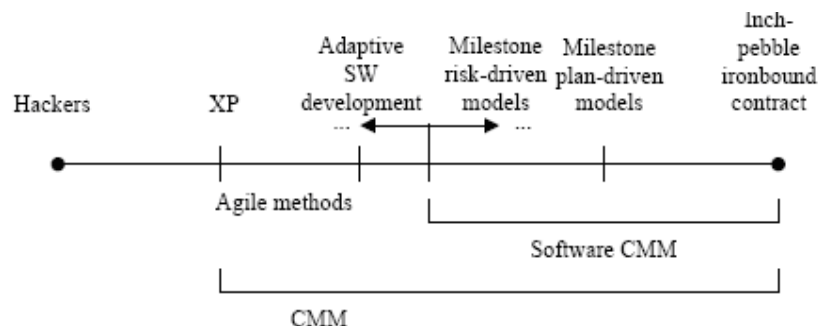 Hackers
XP
Adaptive
SW
development
...
Milestone
risk-driven
models
...
Milestone
plan-driven
models
Inch-
pebble
ironbound
contract
Agile methods
Software CMM
CMM